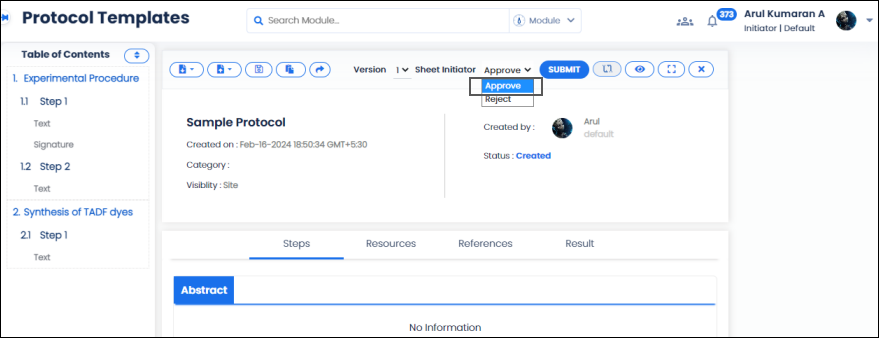 Protocol Templates
Search Module...
Module
373
Arul Kumaran A
Initiator | Default
Table of Contents
1. Experimental Procedure
1.1 Step 1
Text
Signature
1.2 Step 2
Text
2. Synthesis of TADF dyes
2.1 Step 1
Text
Version 1 Sheet Initiator Approve SUBMIT
Approve
Reject
Sample Protocol
Created on : Feb-16-2024 18:50:34 GMT+5:30
Category :
Visiblity : Site
Created by : Arul
default
Status : Created
Steps Resources References Result
Abstract
No Information